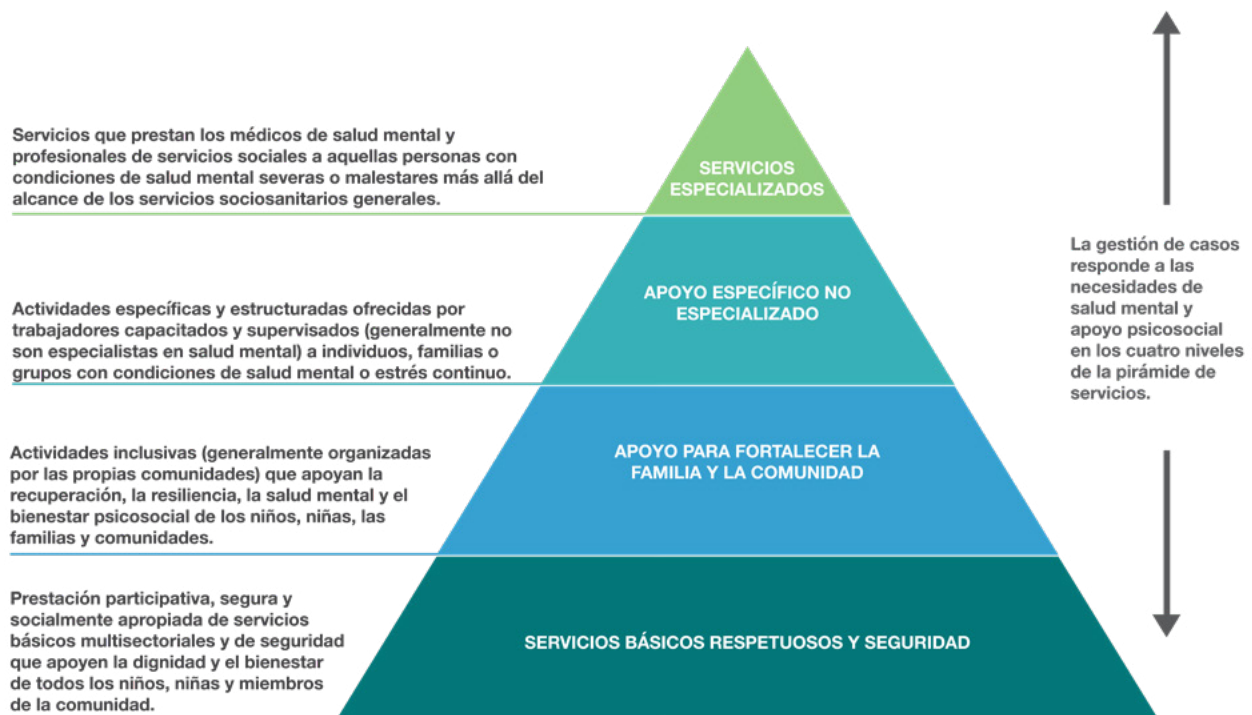 Servicios que prestan los médicos de salud mental y
profesionales de servicios sociales a aquellas personas con
condiciones de salud mental severas o malestares más allá del
alcance de los servicios sociosanitarios generales.
SERVICIOS
ESPECIALIZADOS
Actividades específicas y estructuradas ofrecidas por
trabajadores capacitados y supervisados (generalmente no
son especialistas en salud mental) a individuos, familias o
grupos con condiciones de salud mental o estrés continuo.
APOYO ESPECÍFICO NO
ESPECIALIZADO
Actividades inclusivas (generalmente organizadas
por las propias comunidades) que apoyan la
recuperación, la resiliencia, la salud mental y el
bienestar psicosocial de los niños, niñas, las
familias y comunidades.
APOYO PARA FORTALECER LA
FAMILIA Y LA COMUNIDAD
Prestación participativa, segura y
socialmente apropiada de servicios
básicos multisectoriales y de seguridad
que apoyen la dignidad y el bienestar
de todos los niños, niñas y miembros
de la comunidad.
SERVICIOS BÁSICOS RESPETUOSOS Y SEGURIDAD
La gestión de casos
responde a las
necesidades de
salud mental y
apoyo psicosocial
en los cuatro niveles
de la pirámide de
servicios.